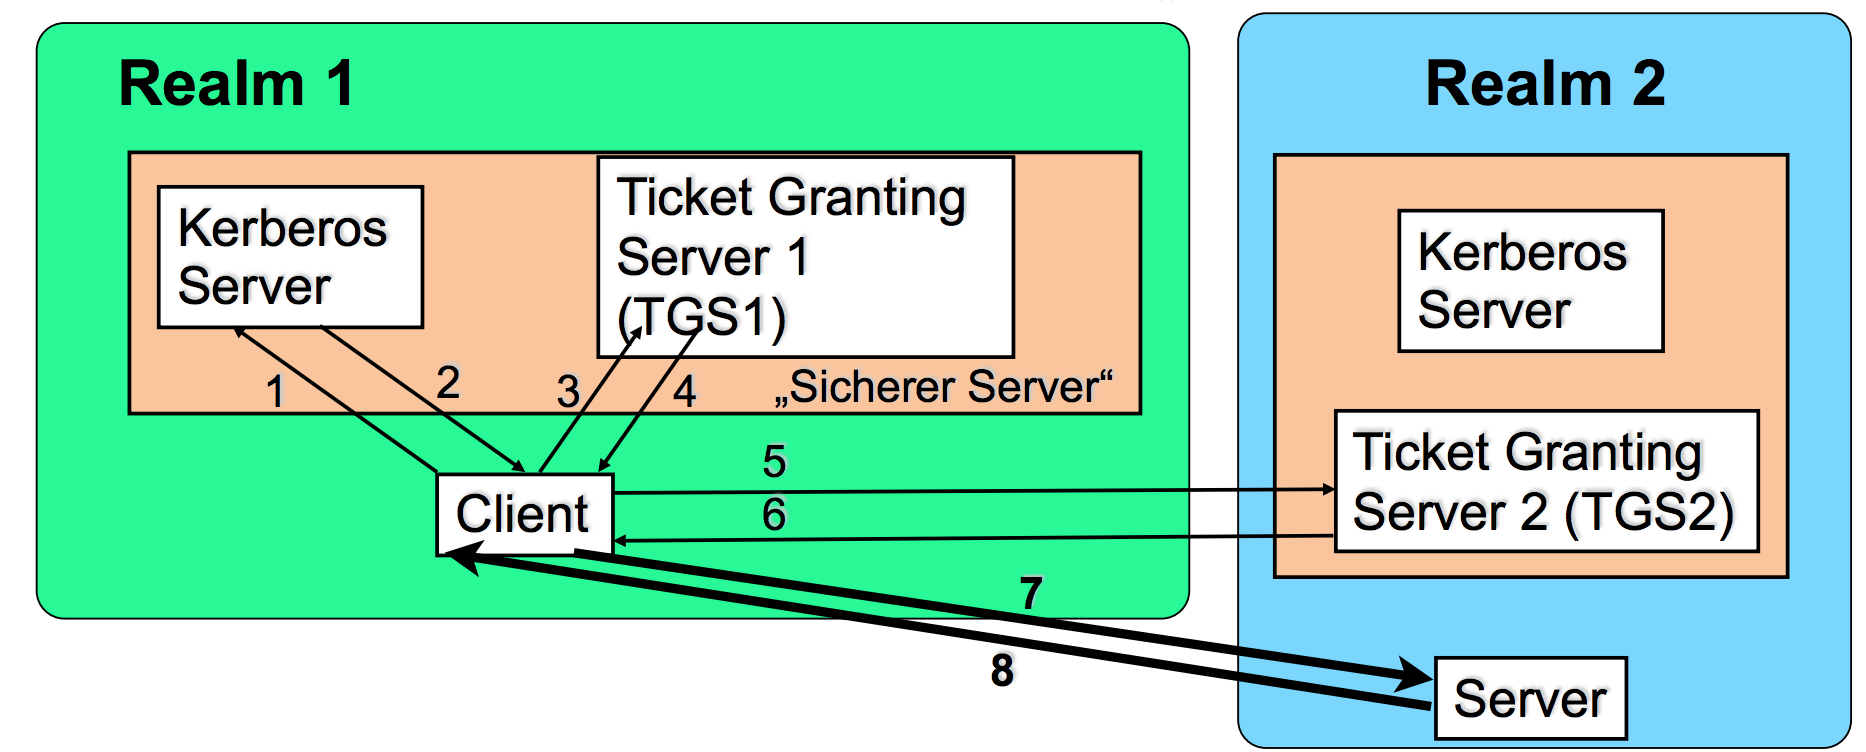 Realm 1
Kerberos
Server
Ticket Granting
Server 1
(TGS1)
1
2
3
4
„Sicherer Server“
Client
5
6
7
8
Realm 2
Kerberos
Server
Ticket Granting
Server 2 (TGS2)
Server